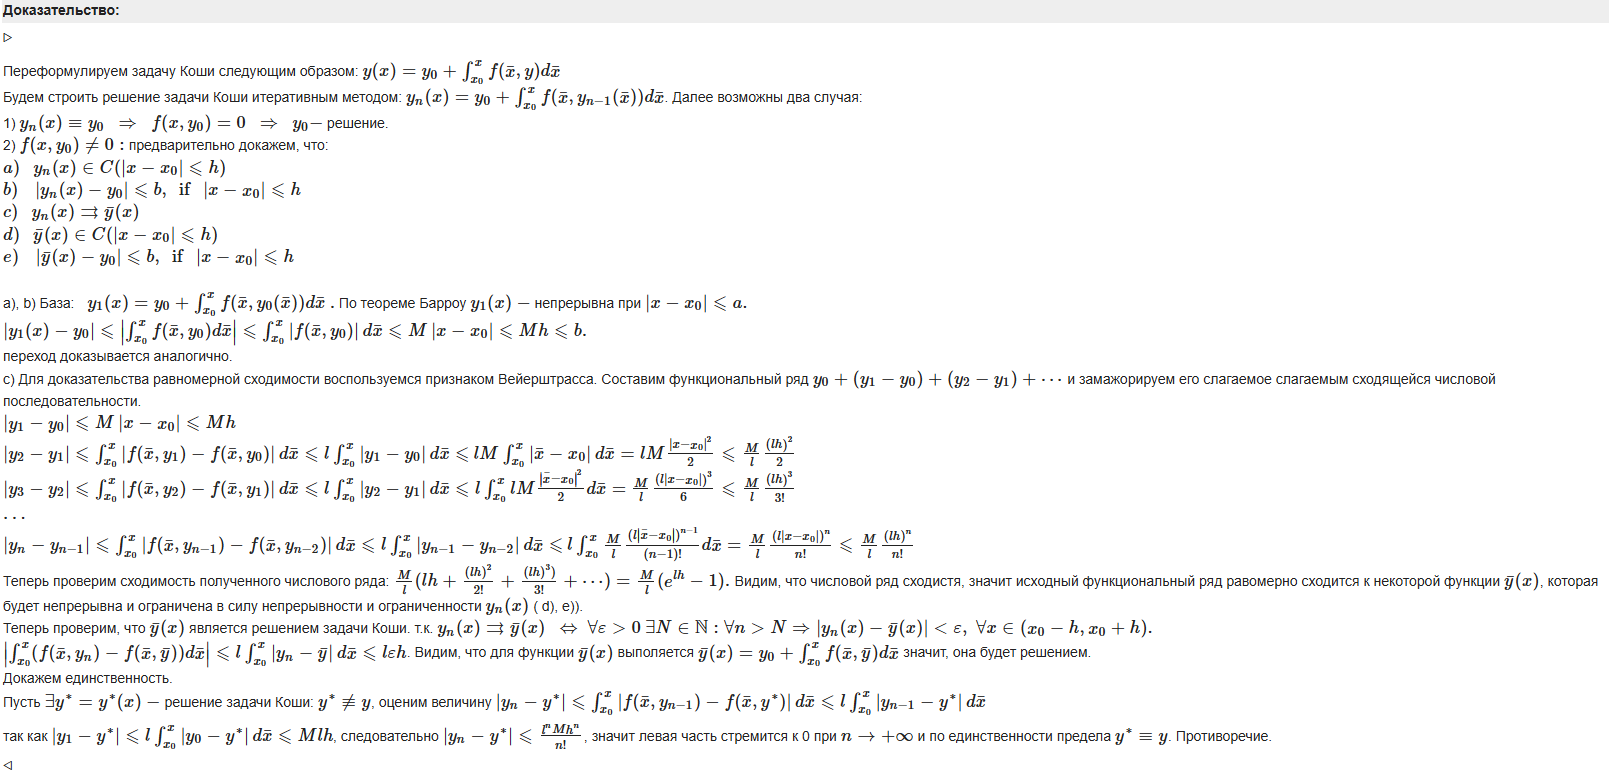 Доказательство:
▷
Переформулируем задачу Коши следующим образом: $y(x) = y_0 + \int_{x_0}^{x} f(\bar{x}, y)d\bar{x}$
Будем строить решение задачи Коши итеративным методом: $y_n(x) = y_0 + \int_{x_0}^{x} f(\bar{x}, y_{n-1}(\bar{x}))d\bar{x}$. Далее возможны два случая:
1) $y_n(x) \equiv y_0 \;\Rightarrow\; f(x, y_0) = 0 \;\Rightarrow\; y_0-$ решение.
2) $f(x, y_0) \neq 0 :$ предварительно докажем, что:
$a) \; y_n(x) \in C(|x - x_0| \leqslant h)$
$b) \; |y_n(x) - y_0| \leqslant b, \text{ if } |x - x_0| \leqslant h$
$c) \; y_n(x) \rightrightarrows \bar{y}(x)$
$d) \; \bar{y}(x) \in C(|x - x_0| \leqslant h)$
$e) \; |\bar{y}(x) - y_0| \leqslant b, \text{ if } |x - x_0| \leqslant h$
a), b) База: $y_1(x) = y_0 + \int_{x_0}^{x} f(\bar{x}, y_0(\bar{x}))d\bar{x}$ . По теореме Барроу $y_1(x) -$ непрерывна при $|x - x_0| \leqslant a.$
$|y_1(x) - y_0| \leqslant \left|\int_{x_0}^{x} f(\bar{x}, y_0)d\bar{x}\right| \leqslant \int_{x_0}^{x} |f(\bar{x}, y_0)| \, d\bar{x} \leqslant M \, |x - x_0| \leqslant Mh \leqslant b.$
переход доказывается аналогично.
c) Для доказательства равномерной сходимости воспользуемся признаком Вейерштрасса. Составим функциональный ряд $y_0 + (y_1 - y_0) + (y_2 - y_1) + \cdots$ и замажорируем его слагаемое слагаемым сходящейся числовой
последовательности.
$|y_1 - y_0| \leqslant M \, |x - x_0| \leqslant Mh$
$|y_2 - y_1| \leqslant \int_{x_0}^{x} |f(\bar{x}, y_1) - f(\bar{x}, y_0)| \, d\bar{x} \leqslant l \int_{x_0}^{x} |y_1 - y_0| \, d\bar{x} \leqslant lM \int_{x_0}^{x} |\bar{x} - x_0| \, d\bar{x} = lM \frac{|x-x_0|^2}{2} \leqslant \frac{M}{l} \frac{(lh)^2}{2}$
$|y_3 - y_2| \leqslant \int_{x_0}^{x} |f(\bar{x}, y_2) - f(\bar{x}, y_1)| \, d\bar{x} \leqslant l \int_{x_0}^{x} |y_2 - y_1| \, d\bar{x} \leqslant l \int_{x_0}^{x} lM \frac{|\bar{x}-x_0|^2}{2} d\bar{x} = \frac{M}{l} \frac{(l|x-x_0|)^3}{6} \leqslant \frac{M}{l} \frac{(lh)^3}{3!}$
$\cdots$
$|y_n - y_{n-1}| \leqslant \int_{x_0}^{x} |f(\bar{x}, y_{n-1}) - f(\bar{x}, y_{n-2})| \, d\bar{x} \leqslant l \int_{x_0}^{x} |y_{n-1} - y_{n-2}| \, d\bar{x} \leqslant l \int_{x_0}^{x} \frac{M}{l} \frac{(l|\bar{x}-x_0|)^{n-1}}{(n-1)!} d\bar{x} = \frac{M}{l} \frac{(l|x-x_0|)^n}{n!} \leqslant \frac{M}{l} \frac{(lh)^n}{n!}$
Теперь проверим сходимость полученного числового ряда: $\frac{M}{l}(lh + \frac{(lh)^2}{2!} + \frac{(lh)^3)}{3!} + \cdots) = \frac{M}{l}(e^{lh} - 1).$ Видим, что числовой ряд сходистя, значит исходный функциональный ряд равомерно сходится к некоторой функции $\bar{y}(x)$, которая
будет непрерывна и ограничена в силу непрерывности и ограниченности $y_n(x)$ ( d), e)).
Теперь проверим, что $\bar{y}(x)$ является решением задачи Коши. т.к. $y_n(x) \rightrightarrows \bar{y}(x) \;\Leftrightarrow\; \forall\varepsilon > 0 \; \exists N \in \mathbb{N} : \forall n > N \Rightarrow |y_n(x) - \bar{y}(x)| < \varepsilon, \; \forall x \in (x_0 - h, x_0 + h).$
$\left|\int_{x_0}^{x} (f(\bar{x}, y_n) - f(\bar{x}, \bar{y}))d\bar{x}\right| \leqslant l \int_{x_0}^{x} |y_n - \bar{y}| \, d\bar{x} \leqslant l\varepsilon h$. Видим, что для функции $\bar{y}(x)$ выполяется $\bar{y}(x) = y_0 + \int_{x_0}^{x} f(\bar{x}, \bar{y})d\bar{x}$ значит, она будет решением.
Докажем единственность.
Пусть $\exists y^* = y^*(x) -$ решение задачи Коши: $y^* \not\equiv y$, оценим величину $|y_n - y^*| \leqslant \int_{x_0}^{x} |f(\bar{x}, y_{n-1}) - f(\bar{x}, y^*)| \, d\bar{x} \leqslant l \int_{x_0}^{x} |y_{n-1} - y^*| \, d\bar{x}$
так как $|y_1 - y^*| \leqslant l \int_{x_0}^{x} |y_0 - y^*| \, d\bar{x} \leqslant Mlh$, следовательно $|y_n - y^*| \leqslant \frac{l^n M h^n}{n!}$, значит левая часть стремится к 0 при $n \to +\infty$ и по единственности предела $y^* \equiv y$. Противоречие.
◁